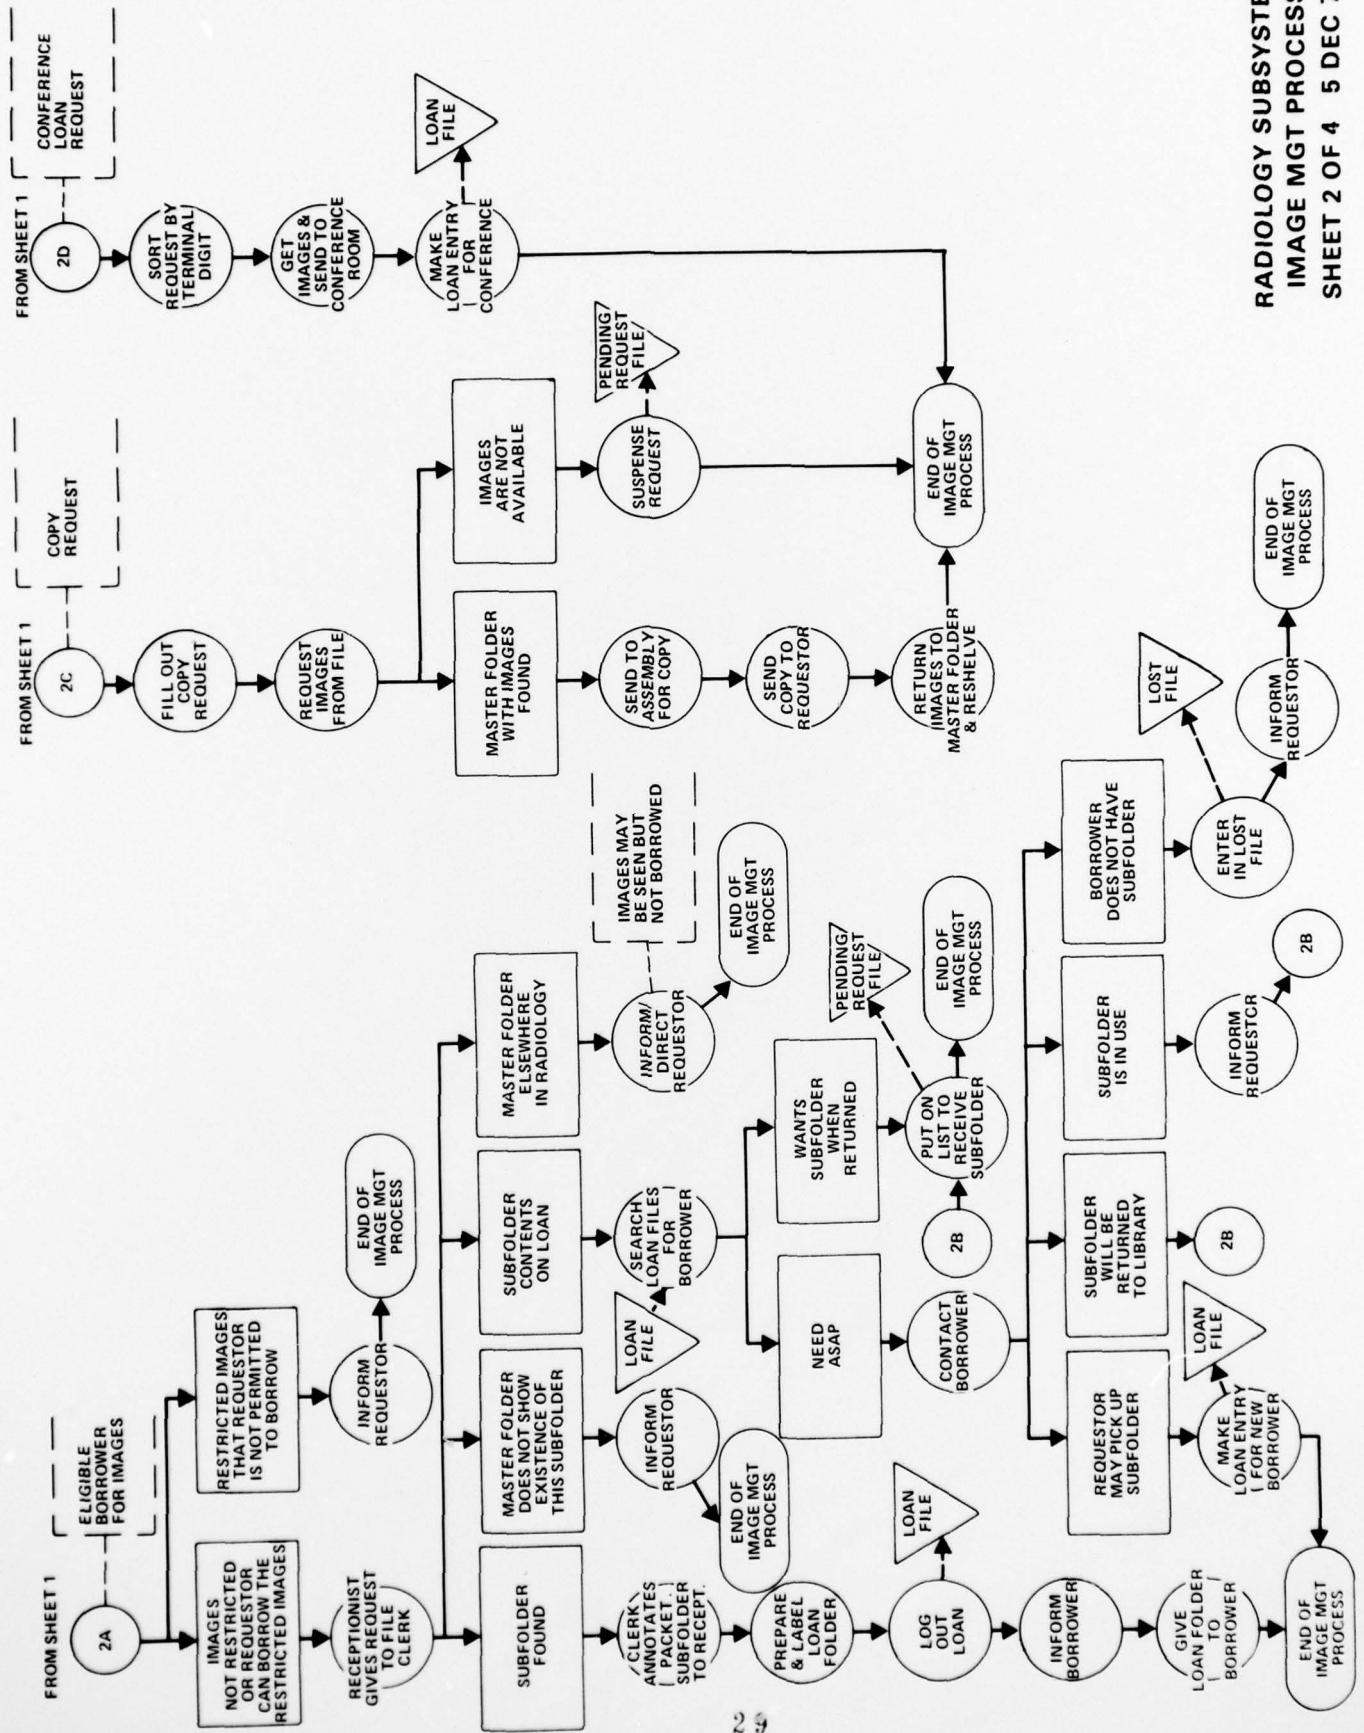 FROM SHEET 1
2A
ELIGIBLE
BORROWER
FOR IMAGES
IMAGES
NOT RESTRICTED
OR REQUESTOR
CAN BORROW THE
RESTRICTED IMAGES
RESTRICTED IMAGES
THAT REQUESTOR
IS NOT PERMITTED
TO BORROW
RECEPTIONIST
GIVES REQUEST
TO FILE
CLERK
INFORM
REQUESTOR
END OF
IMAGE MGT
PROCESS
SUBFOLDER
FOUND
MASTER FOLDER
DOES NOT SHOW
EXISTENCE OF
THIS SUBFOLDER
SUBFOLDER
CONTENTS
ON LOAN
MASTER FOLDER
ELSEWHERE
IN RADIOLOGY
CLERK
ANNOTATES
PACKET.
SUBFOLDER
TO RECEPT.
INFORM
REQUESTOR
END OF
IMAGE MGT
PROCESS
LOAN
FILE
SEARCH
LOAN FILES
FOR
BORROWER
INFORM/
DIRECT
REQUESTOR
IMAGES MAY
BE SEEN BUT
NOT BORROWED
END OF
IMAGE MGT
PROCESS
PREPARE
& LABEL
LOAN
FOLDER
NEED
ASAP
WANTS
SUBFOLDER
WHEN
RETURNED
LOG
OUT
LOAN
LOAN
FILE
CONTACT
BORROWER
2B
PUT ON
LIST TO
RECEIVE
SUBFOLDER
PENDING/
REQUEST
FILE
END OF
IMAGE MGT
PROCESS
INFORM
BORROWER
REQUESTOR
MAY PICK UP
SUBFOLDER
SUBFOLDER
WILL BE
RETURNED
TO LIBRARY
SUBFOLDER
IS IN USE
BORROWER
DOES NOT HAVE
SUBFOLDER
GIVE
LOAN FOLDER
TO
BORROWER
MAKE
LOAN ENTRY
FOR NEW
BORROWER
LOAN
FILE
2B
INFORM
REQUESTOR
2B
ENTER
IN LOST
FILE
LOST
FILE
INFORM
REQUESTOR
END OF
IMAGE MGT
PROCESS
END OF
IMAGE MGT
PROCESS
FROM SHEET 1
2C
COPY
REQUEST
FILL OUT
COPY
REQUEST
REQUEST
IMAGES
FROM FILE
MASTER FOLDER
WITH IMAGES
FOUND
IMAGES
ARE NOT
AVAILABLE
SEND TO
ASSEMBLY
FOR COPY
SUSPENSE
REQUEST
PENDING/
REQUEST
FILE
SEND
COPY TO
REQUESTOR
RETURN
IMAGES TO
MASTER FOLDER
& RESHELVE
END OF
IMAGE MGT
PROCESS
FROM SHEET 1
2D
CONFERENCE
LOAN
REQUEST
SORT
REQUEST BY
TERMINAL
DIGIT
GET
IMAGES &
SEND TO
CONFERENCE
ROOM
MAKE
LOAN ENTRY
FOR
CONFERENCE
LOAN
FILE
RADIOLOGY SUBSYSTE
IMAGE MGT PROCESS
SHEET 2 OF 4 5 DEC 7
29